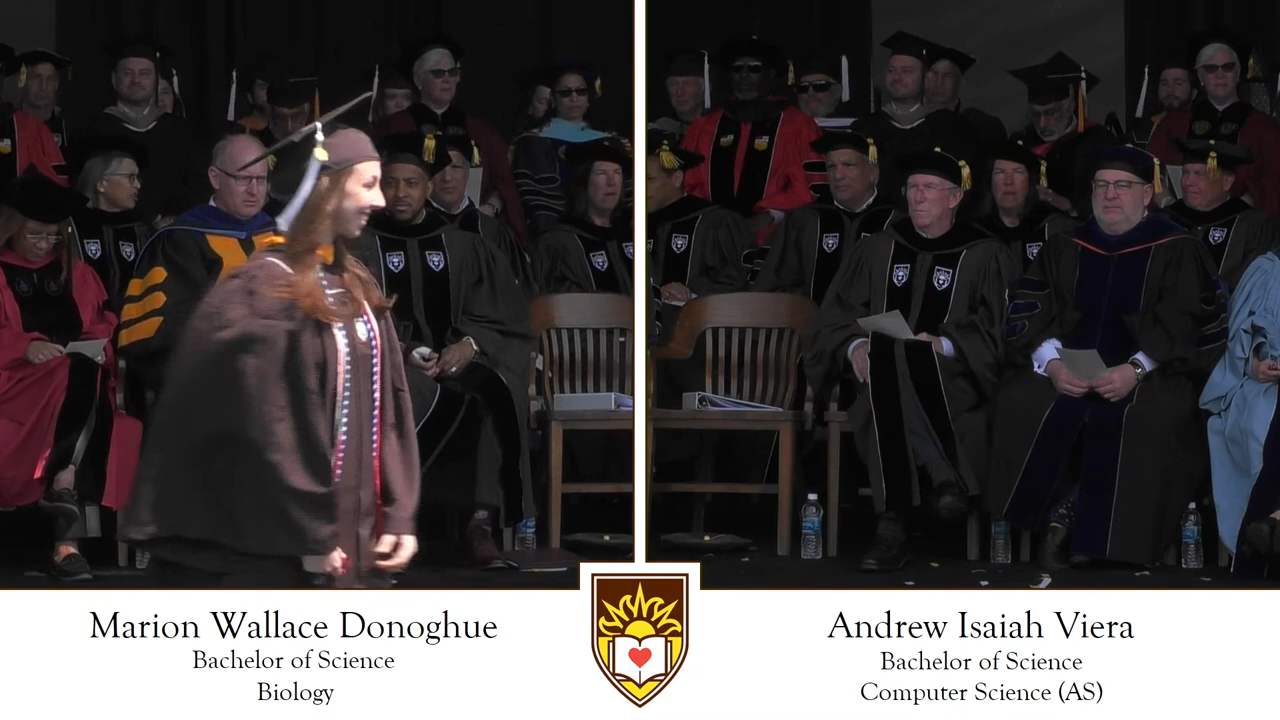 Marion Wallace Donoghue
Bachelor of Science
Biology
Andrew Isaiah Viera
Bachelor of Science
Computer Science (AS)